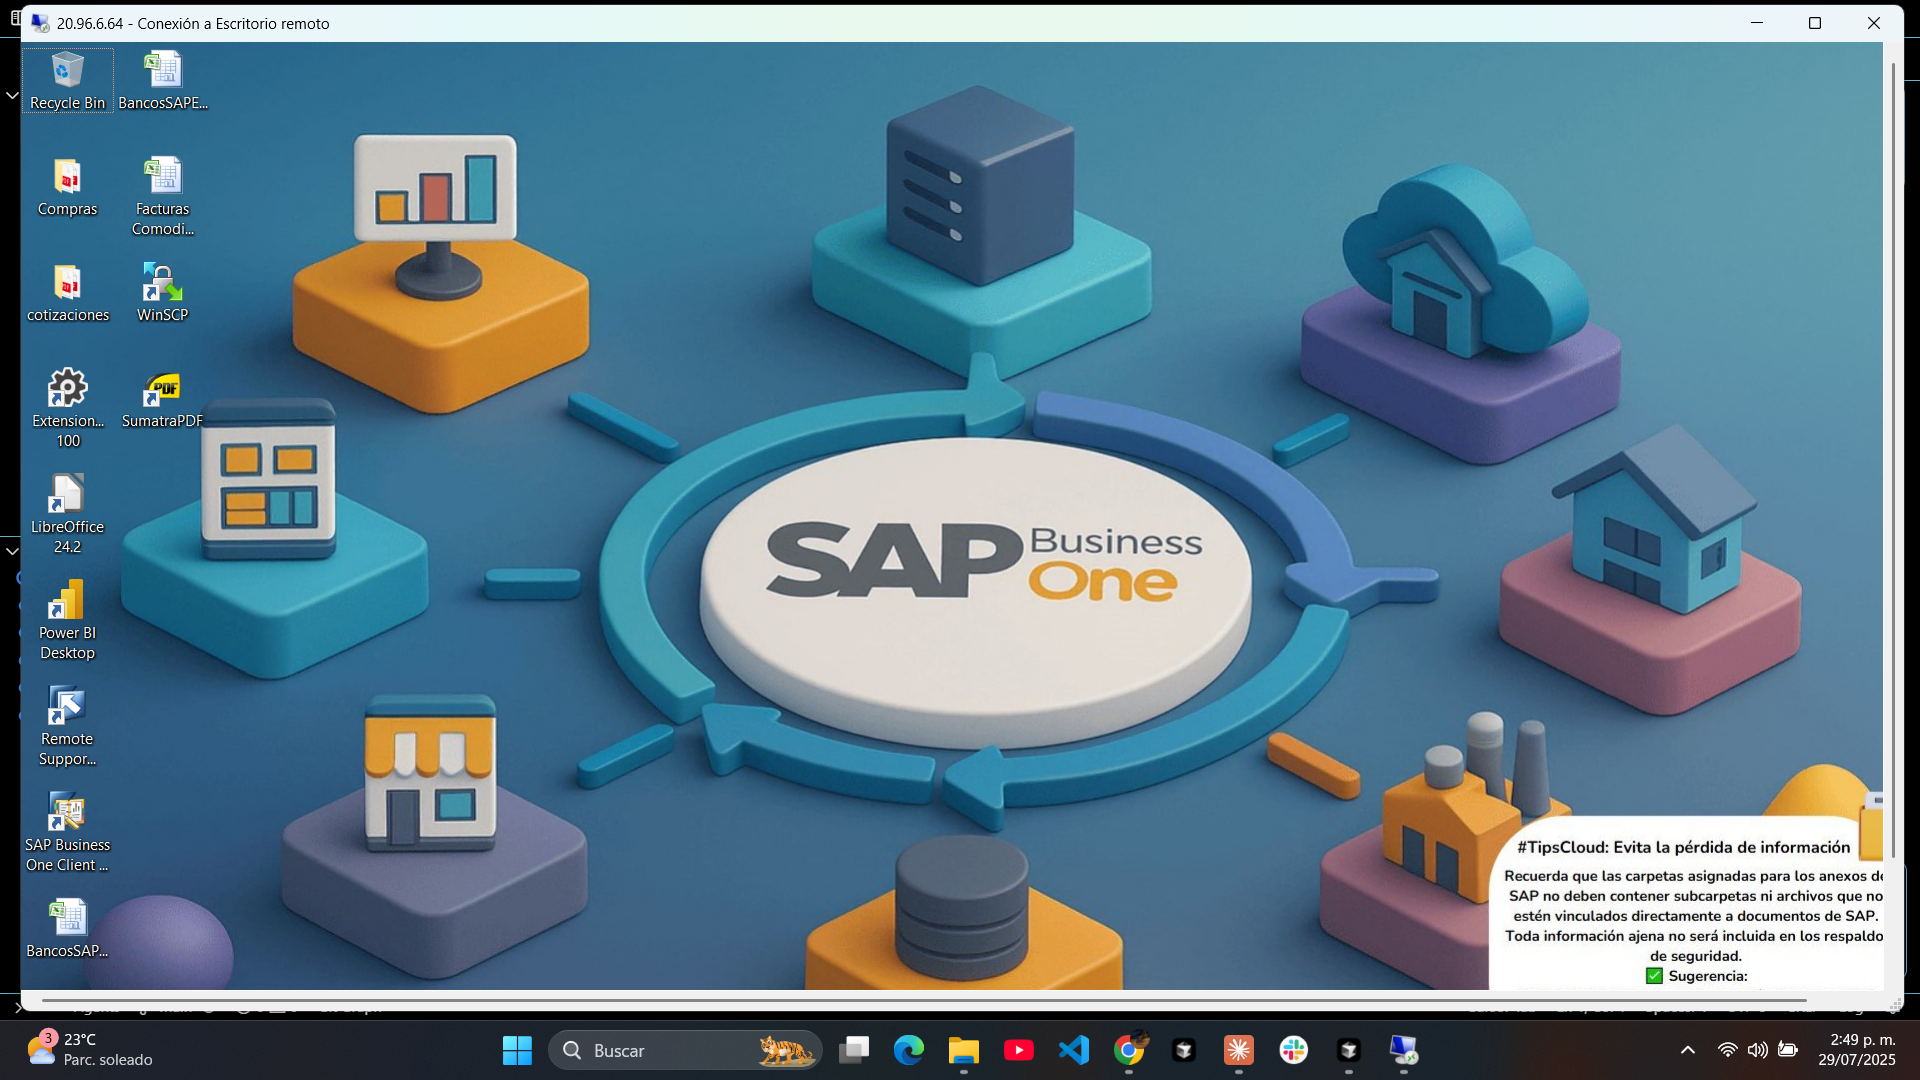 20.96.6.64 - Conexión a Escritorio remoto
Recycle Bin
BancosSAPE...
Compras
Facturas
Comodi...
cotizaciones
WinSCP
Extension...
100
SumatraPDF
PDF
LibreOffice
24.2
Power BI
Desktop
Remote
Suppor...
SAP Business
One Client ...
BancosSAP...
SAP Business
One
#TipsCloud: Evita la pérdida de información
Recuerda que las carpetas asignadas para los anexos de
SAP no deben contener subcarpetas ni archivos que no
estén vinculados directamente a documentos de SAP.
Toda información ajena no será incluida en los respaldo
de seguridad.
✅ Sugerencia:
3
23°C
Parc. soleado
Buscar
2:49 p. m.
29/07/2025